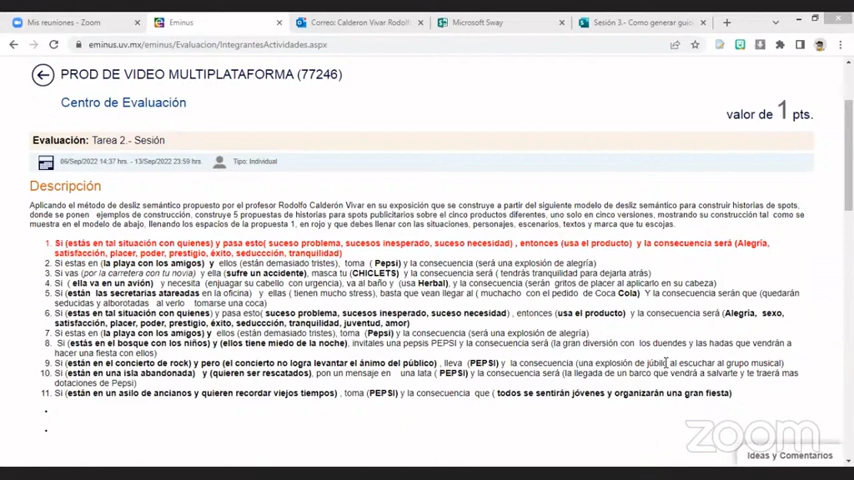 Mis reuniones - Zoom
Eminus
Correo: Calderon Vivar Rodolfo
Microsoft Sway
Sesión 3.- Como generar guio
eminus.uv.mx/eminus/Evaluacion/IntegrantesActividades.aspx
PROD DE VIDEO MULTIPLATAFORMA (77246)
Centro de Evaluación
valor de 1 pts.
Evaluación: Tarea 2.- Sesión
06/Sep/2022 14:37 hrs. - 13/Sep/2022 23:59 hrs
Tipo: Individual
Descripción
Aplicando el método de desliz semántico propuesto por el profesor Rodolfo Calderón Vivar en su exposición que se construye a partir del siguiente modelo de desliz semántico para construir historias de spots,
donde se ponen ejemplos de construcción, construye 5 propuestas de historias para spots publicitarios sobre el cinco productos diferentes, uno solo en cinco versiones, mostrando su construcción tal como se
muestra en el modelo de abajo, llenando los espacios de la propuesta 1, en rojo y que debes llenar con las situaciones, personajes, escenarios, textos y marca que tu escojas.
1. Si (estás en tal situación con quienes) y pasa esto( suceso problema, sucesos inesperado, suceso necesidad) , entonces (usa el producto) y la consecuencia será (Alegría,
satisfacción, placer, poder, prestigio, éxito, seducción, tranquilidad)
2. Si estas en (la playa con los amigos) y ellos (están demasiado tristes), toma ( Pepsi) y la consecuencia (será una explosión de alegría)
3. Si vas (por la carretera con tu novia) y ella (sufre un accidente), masca tu (CHICLETS) y la consecuencia será ( tendrás tranquilidad para dejarla atrás)
4. Si ( ella va en un avión) y necesita (enjuagar su cabello con urgencia), va al baño y (usa Herbal), y la consecuencia será (son gritos de placer al aplicarlo en su cabeza)
5. Si (están las secretarias atareadas en la oficina) y ellas ( tienen mucho stress), basta que vean llegar al ( muchacho con el pedido de Coca Cola) Y la consecuencia serán que (quedarán
seducidas y alborotadas al verlo tomarse una coca)
6. Si (estás en tal situación con quienes) y pasa esto( suceso problema, sucesos inesperado, suceso necesidad) , entonces (usa el producto) y la consecuencia será (Alegría, sexo,
satisfacción, placer, poder, prestigio, éxito, seducción, tranquilidad, juventud, amor)
7. Si estas en (la playa con los amigos) y ellos (están demasiado tristes), toma ( Pepsi) y la consecuencia (será una explosión de alegría)
8. Si (estás en el bosque con los niños) y (ellos tiene miedo de la noche), invitales una pepsis PEPSI y la consecuencia será (la gran diversión con los duendes y las hadas que vendrán a
hacer una fiesta con ellos)
9. Si (están en el concierto de rock) y pero (el concierto no logra levantar el ánimo del público) , lleva (PEPSI) y la consecuencia (una explosión de júbilo al escuchar al grupo musical)
10. Si (están en una isla abandonada) y (quieren ser rescatados), pon un mensaje en una lata ( PEPSI) y la consecuencia será (la llegada de un barco que vendrá a salvarte y te traerá mas
dotaciones de Pepsi)
11. Si (están en un asilo de ancianos y quieren recordar viejos tiempos) , toma (PEPSI) y la consecuencia que ( todos se sentirán jóvenes y organizarán una gran fiesta)
zoom
Ideas y Comentarios